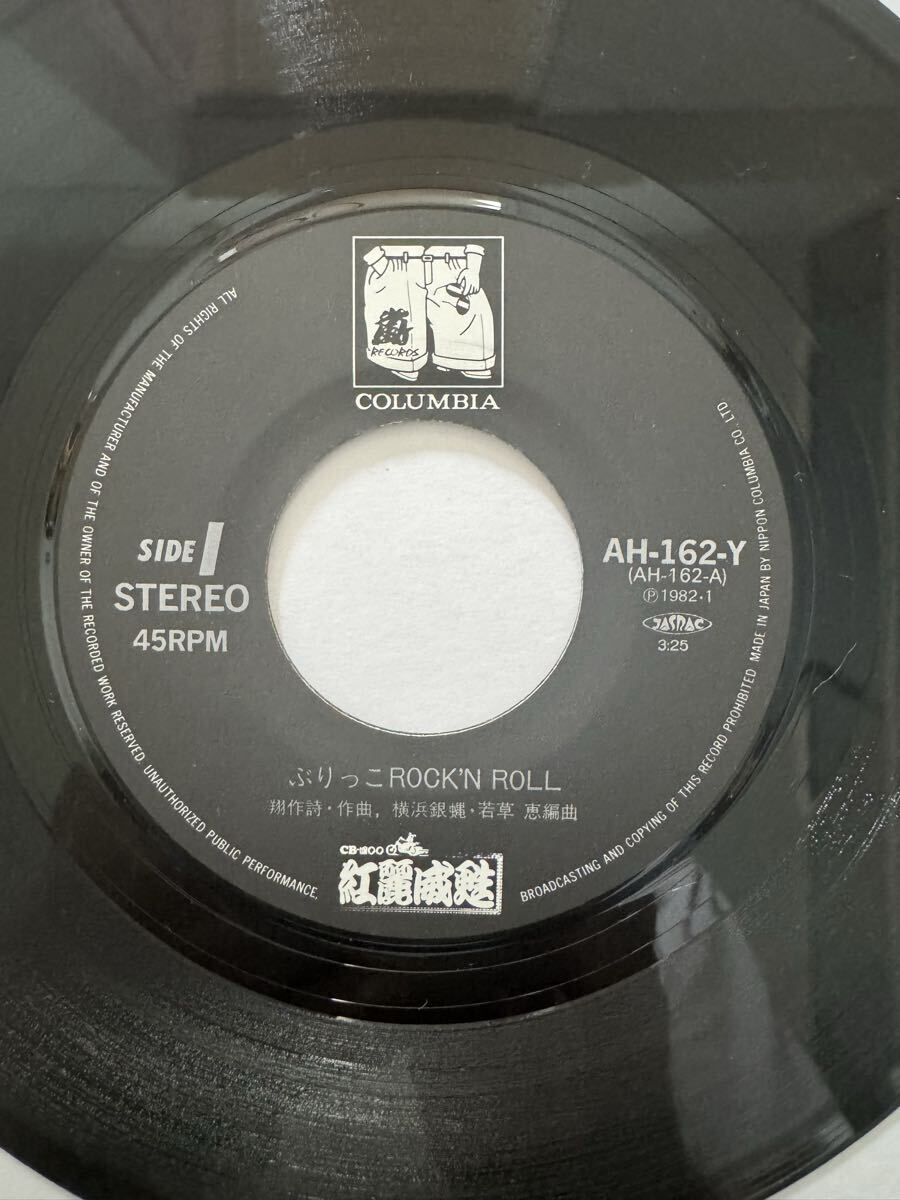 嵐
RECORDS
COLUMBIA
SIDE 1
STEREO
45RPM
AH-162-Y
(AH-162-A)
Ⓟ1982·1
JASRAC
3:25
ぶりっこROCK'N ROLL
翔作詩・作曲, 横浜銀蝿・若草 恵編曲
紅麗威甦
ALL RIGHTS OF THE MANUFACTURER AND OF THE OWNER OF THE RECORDED WORK RESERVED. UNAUTHORIZED PUBLIC PERFORMANCE,
BROADCASTING AND COPYING OF THIS RECORD PROHIBITED MADE IN JAPAN BY NIPPON COLUMBIA CO., LTD